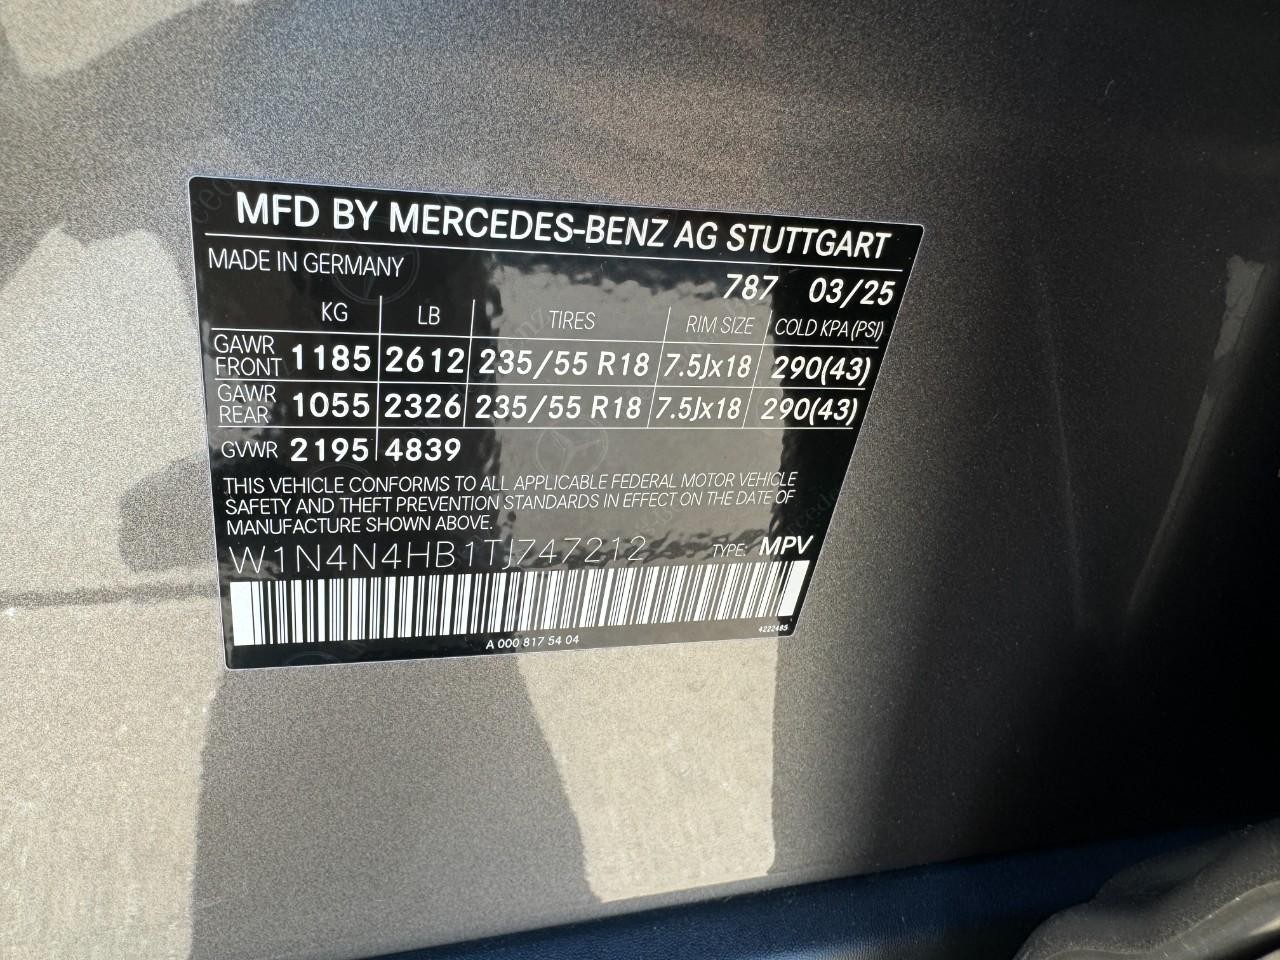 MFD BY MERCEDES-BENZ AG STUTTGART
MADE IN GERMANY
787 03/25
KG LB TIRES RIM SIZE COLD KPA (PSI)
GAWR FRONT 1185 2612 235/55 R18 7.5Jx18 290(43)
GAWR REAR 1055 2326 235/55 R18 7.5Jx18 290(43)
GVWR 2195 4839
THIS VEHICLE CONFORMS TO ALL APPLICABLE FEDERAL MOTOR VEHICLE
SAFETY AND THEFT PREVENTION STANDARDS IN EFFECT ON THE DATE OF
MANUFACTURE SHOWN ABOVE.
W1N4N4HB1TJ747212 TYPE: MPV
A 000 817 54 04
4222485